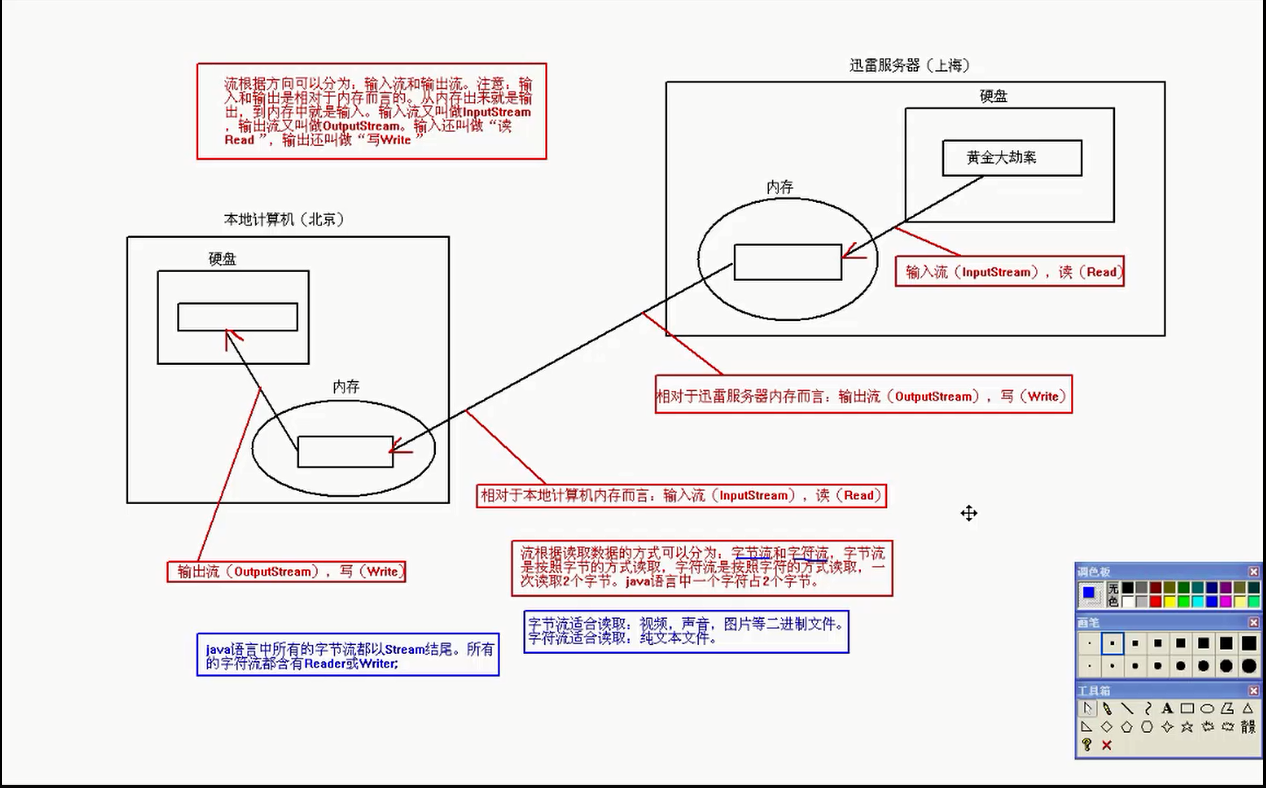 迅雷服务器（上海）
流根据方向可以分为：输入流和输出流。注意：输
入和输出是相对于内存而言的。从内存出来就是输
出，到内存中就是输入。输入流又叫做InputStream
，输出流又叫做OutputStream。输入还叫做“读
Read ”，输出还叫做“写Write ”
硬盘
黄金大劫案
内存
本地计算机（北京）
硬盘
输入流（InputStream），读（Read）
内存
相对于迅雷服务器内存而言：输出流（OutputStream），写（Write）
相对于本地计算机内存而言：输入流（InputStream），读（Read）
流根据读取数据的方式可以分为：字节流和字符流，字节流
是按照字节的方式读取，字符流是按照字符的方式读取，一
次读取2个字节。java语言中一个字符占2个字节。
输出流（OutputStream），写（Write）
字节流适合读取：视频，声音，图片等二进制文件。
字符流适合读取：纯文本文件。
java语言中所有的字节流都以Stream结尾。所有
的字符流都含有Reader或Writer;
调色板
无色
画笔
工具箱
A
背景